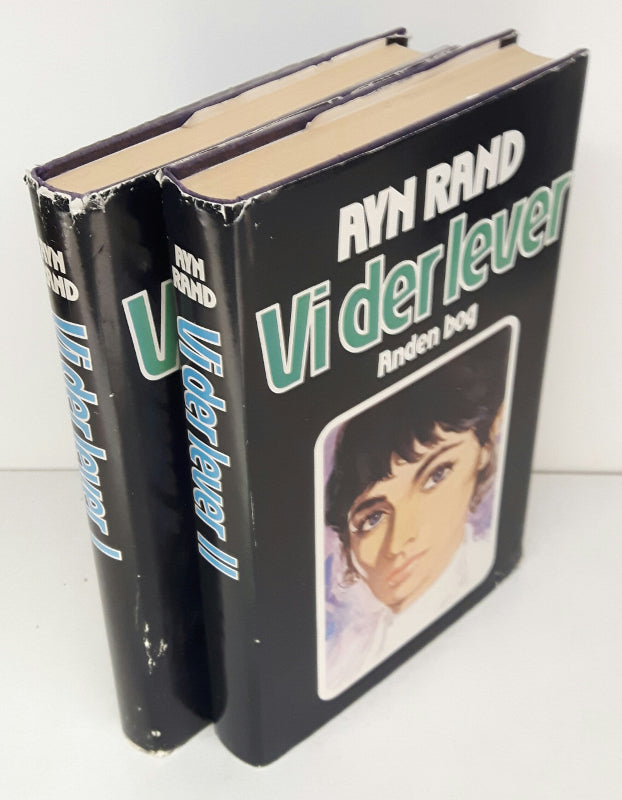 AYN
RAND
Vi der lever I
V
AYN
RAND
Vi der lever II
AYN RAND
Vi der lever
Anden bog